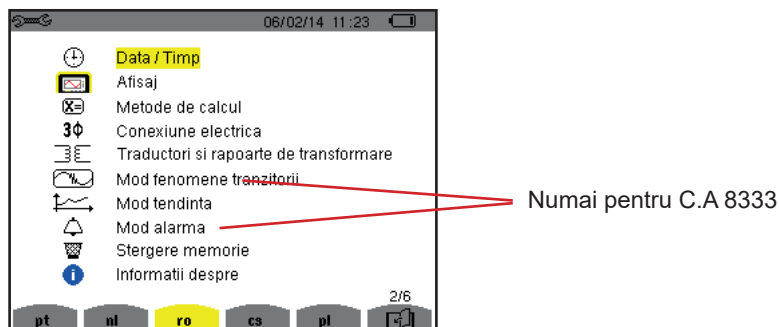 06/02/14 11:23
Data / Timp
Afisaj
X= Metode de calcul
3Φ Conexiune electrica
Traductori si rapoarte de transformare
Mod fenomene tranzitorii
Mod tendinta
Mod alarma
Stergere memorie
i Informatii despre
Numai pentru C.A 8333
2/6
pt nl ro cs pl